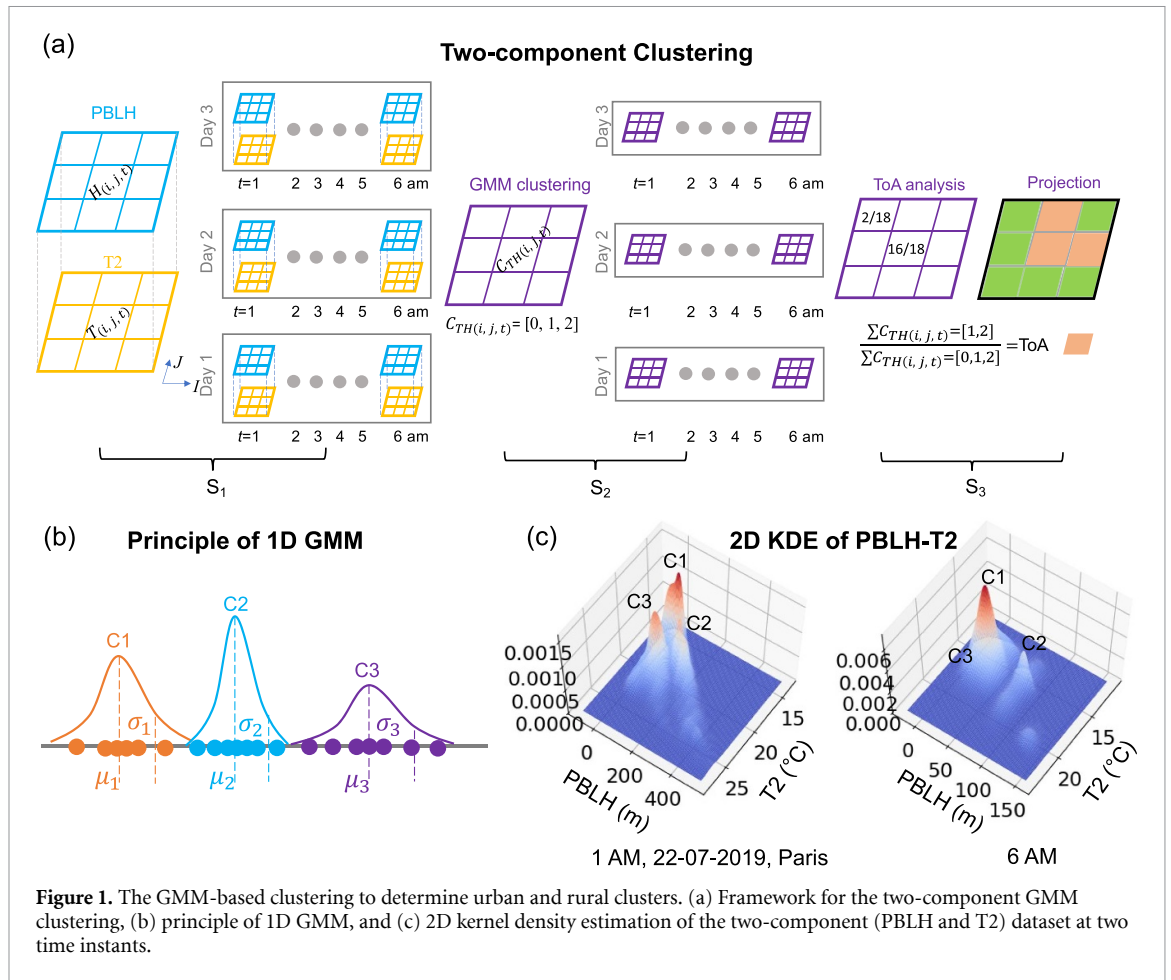 (a)
Two-component Clustering
PBLH
H(i,j,t)
T2
T(i,j,t)
J
I
Day 3
t=1 2 3 4 5 6 am
Day 2
t=1 2 3 4 5 6 am
Day 1
t=1 2 3 4 5 6 am
S1
GMM clustering
CTH(i,j,t)
CTH(i, j, t)= [0, 1, 2]
Day 3
t=1 2 3 4 5 6 am
Day 2
t=1 2 3 4 5 6 am
Day 1
t=1 2 3 4 5 6 am
S2
ToA analysis
2/18
16/18
Projection
∑CTH(i, j, t)=[1,2]
∑CTH(i, j, t)=[0,1,2]
=ToA
S3
(b) Principle of 1D GMM
C1
C2
C3
σ1
σ2
σ3
μ1
μ2
μ3
(c) 2D KDE of PBLH-T2
C1
C3
C2
0.0015
0.0010
0.0005
0.0000
0
200
400
PBLH (m)
15
20
25
T2 (°C)
1 AM, 22-07-2019, Paris
C1
C2
C3
0.006
0.004
0.002
0.000
0
50
100
150
PBLH (m)
15
20
T2 (°C)
6 AM
Figure 1. The GMM-based clustering to determine urban and rural clusters. (a) Framework for the two-component GMM
clustering, (b) principle of 1D GMM, and (c) 2D kernel density estimation of the two-component (PBLH and T2) dataset at two
time instants.